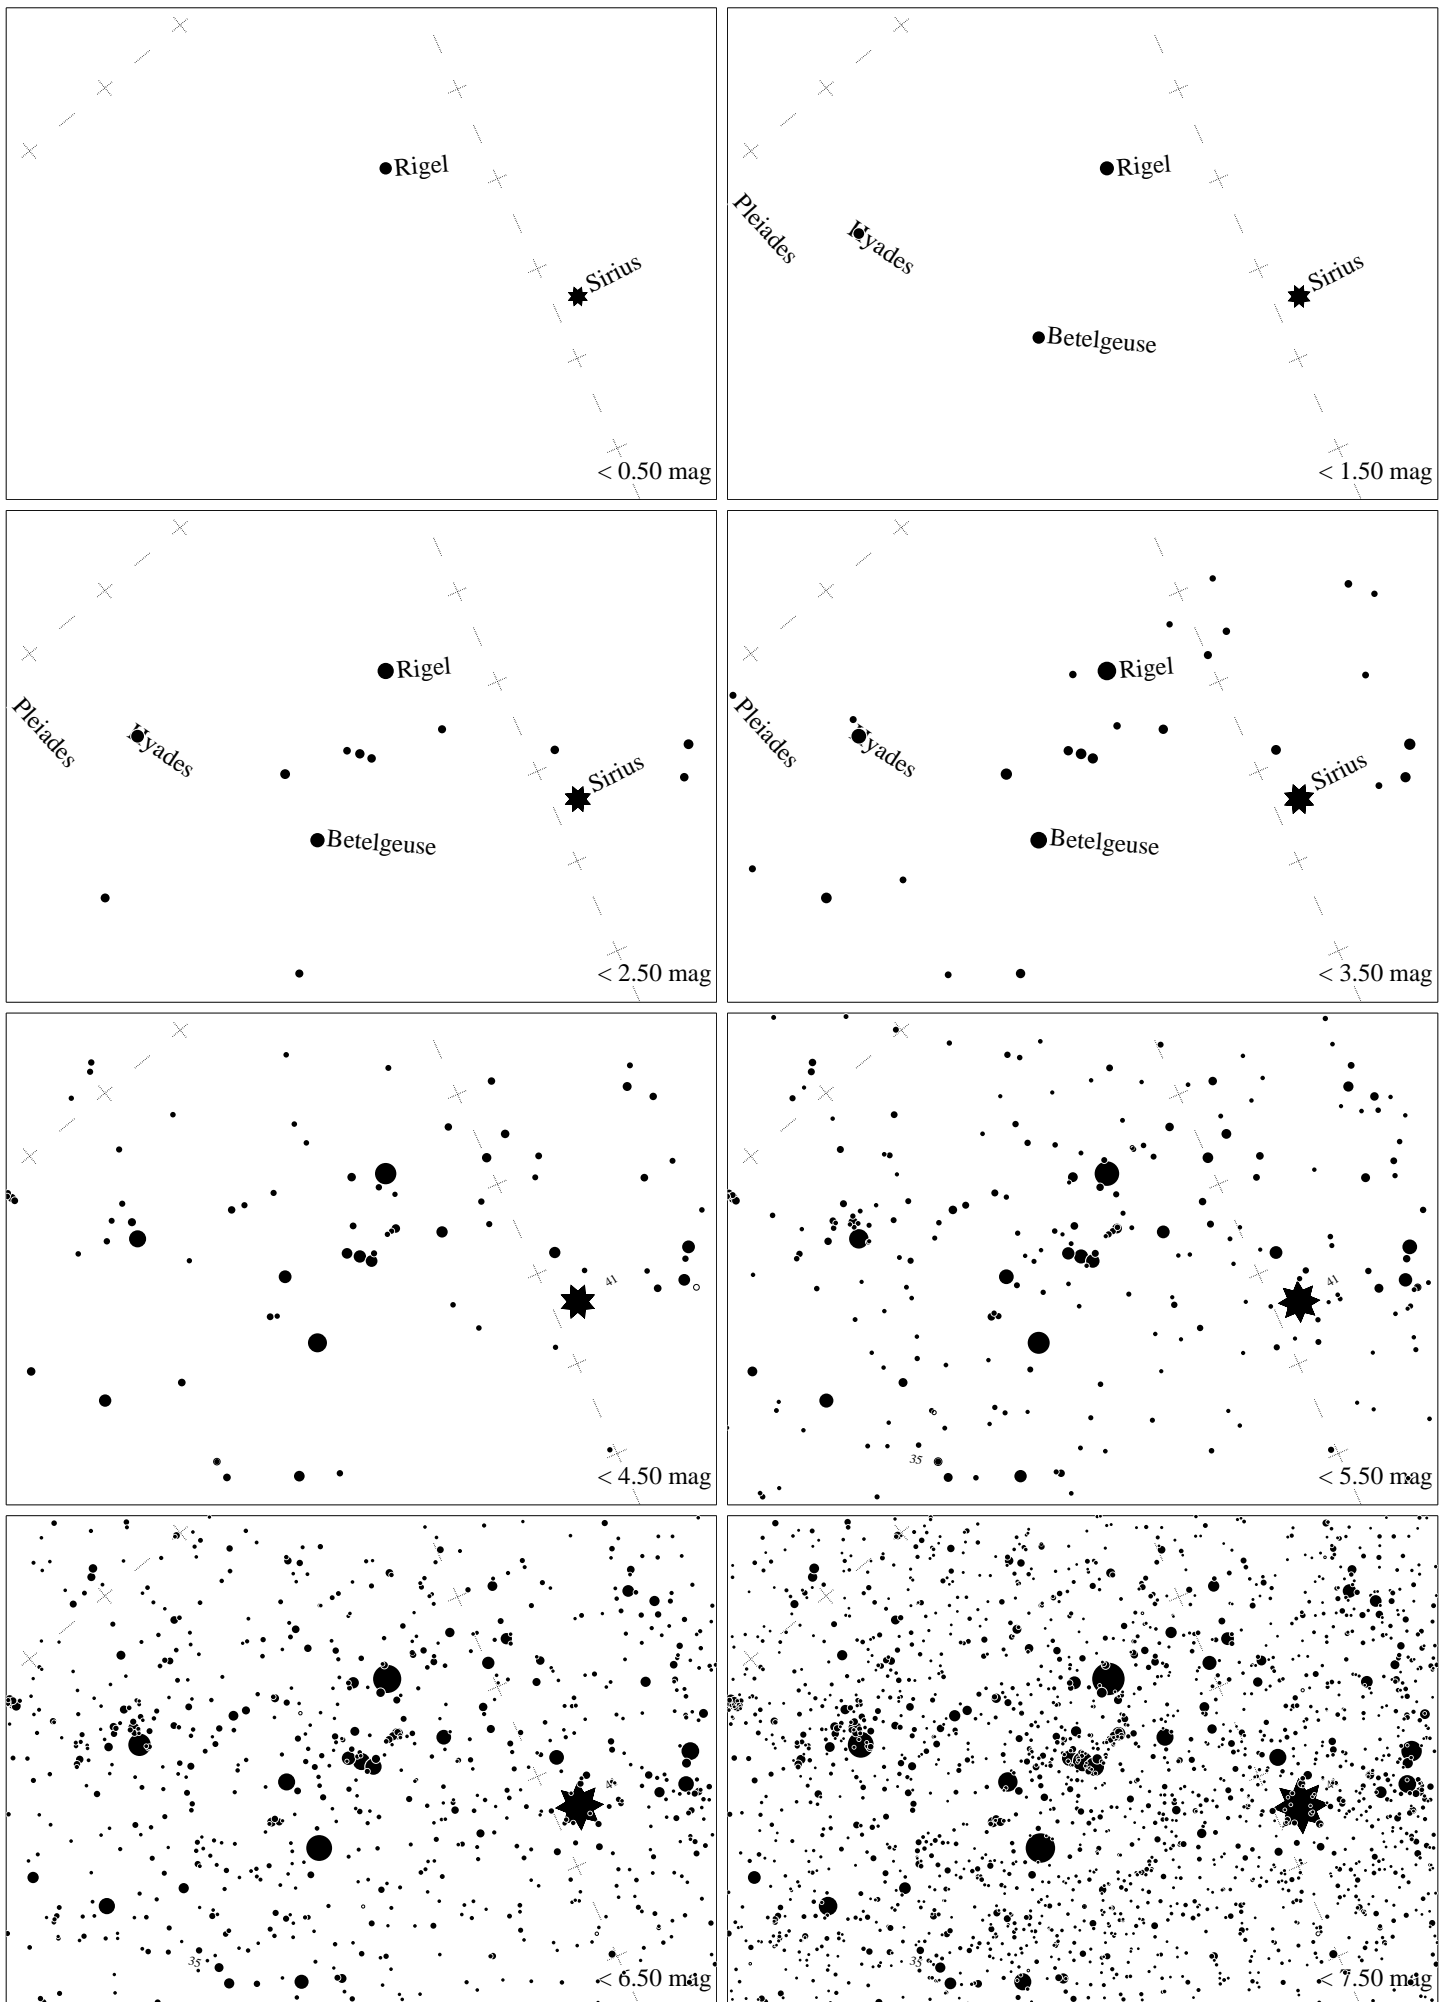 Rigel
Sirius
< 0.50 mag
Rigel
Pleiades
Hyades
Sirius
Betelgeuse
< 1.50 mag
Rigel
Pleiades
Hyades
Sirius
Betelgeuse
< 2.50 mag
Rigel
Pleiades
Hyades
Sirius
Betelgeuse
< 3.50 mag
41
< 4.50 mag
41
35
< 5.50 mag
35
< 6.50 mag
35
< 7.50 mag